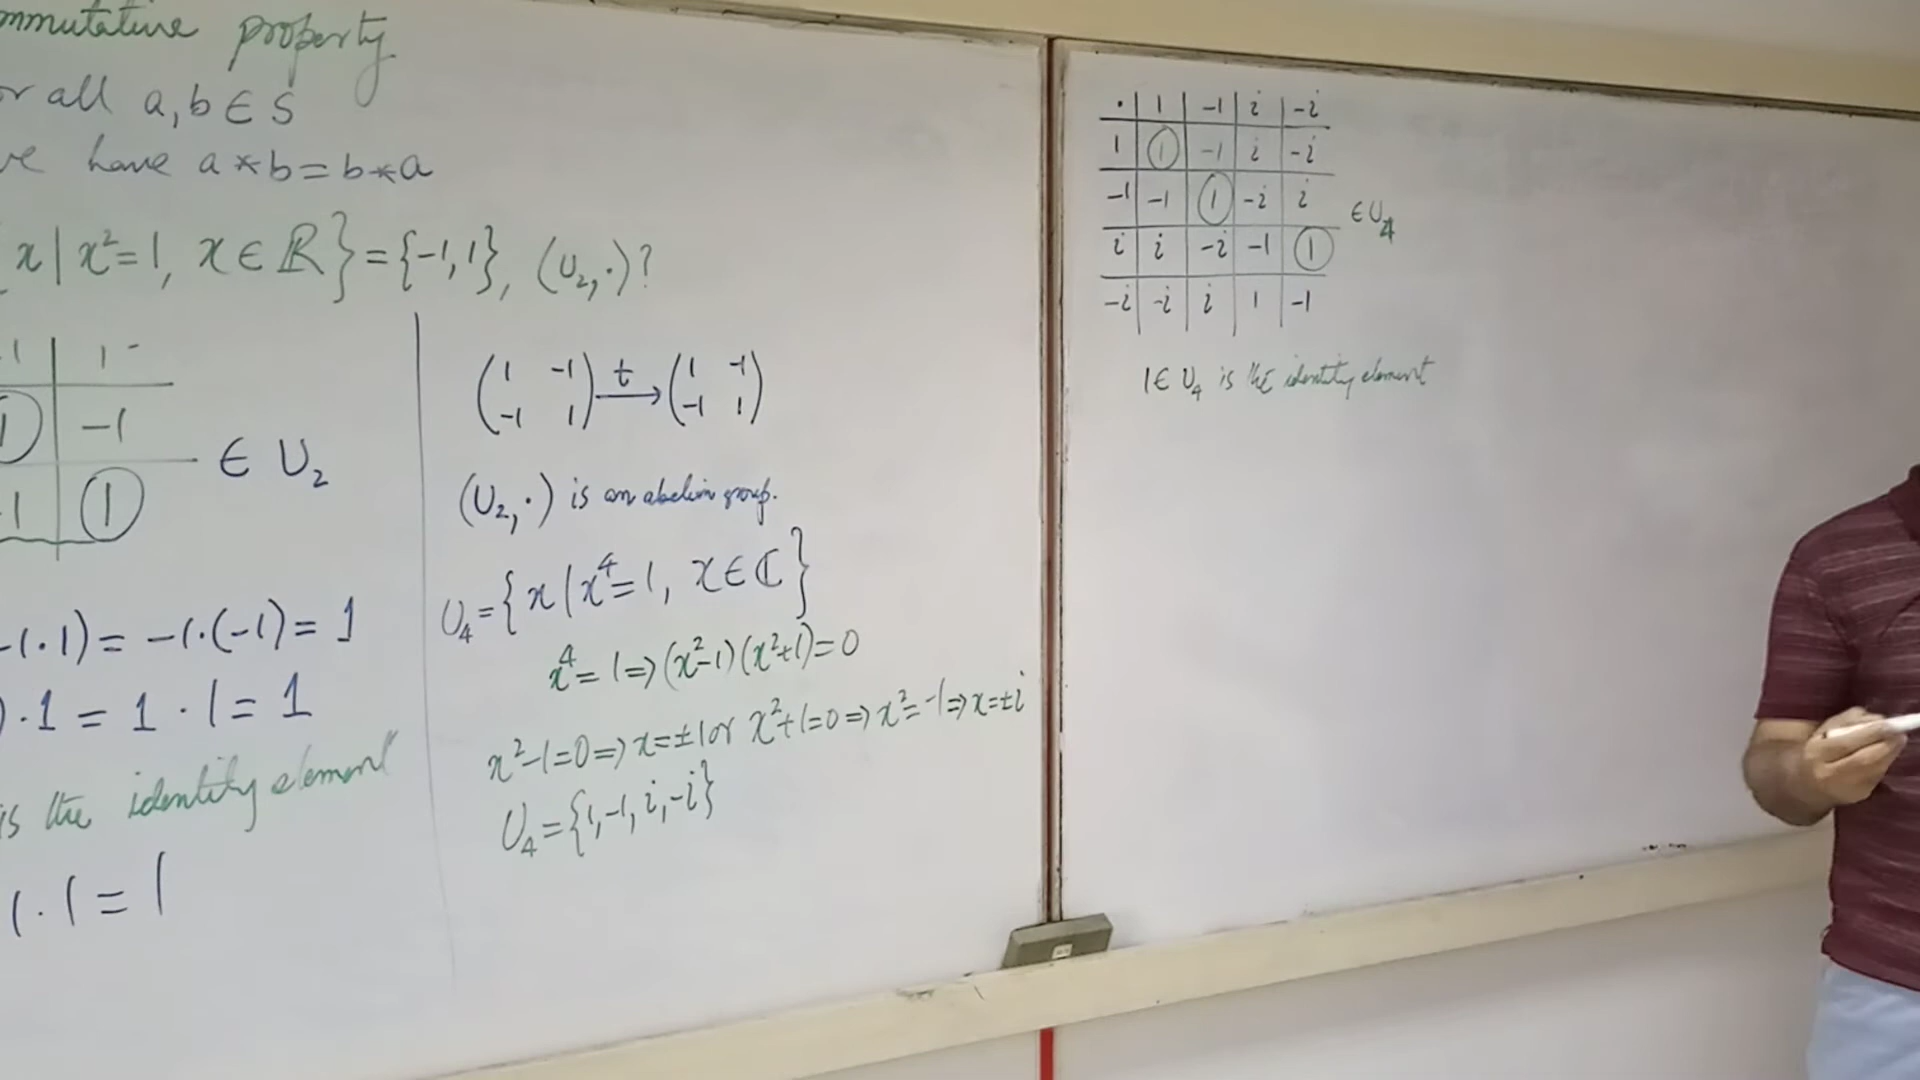 property
all a,b ∈ S
have a * b = b * a
x | x² = 1, x ∈ ℝ} = {-1, 1}, (U₂, ·)?
1 -1
1 ∈ U₂
-1 · 1) = -1 · (-1) = 1
) · 1 = 1 · 1 = 1
is the identity element
1 · 1 = 1
(1 -1 -1 1) t→ (1 -1 -1 1)
(U₂, ·) is an abelian group.
U₄ = {x | x⁴ = 1, x ∈ ℂ}
x⁴ = 1 ⇒ (x² - 1)(x² + 1) = 0
x² - 1 = 0 ⇒ x = ±1 or x² + 1 = 0 ⇒ x² = -1 ⇒ x = ±i
U₄ = {1, -1, i, -i}
· 1 -1 i -i
1 1 -1 i -i
-1 -1 1 -i i
∈ U₄
i i -i -1 1
-i -i i 1 -1
1 ∈ U₄ is the identity element